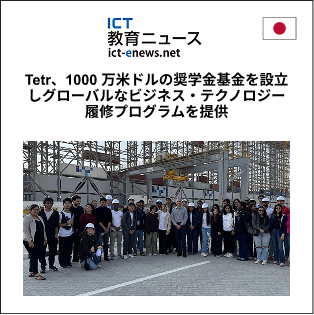 ICT
教育ニュース
ict-enews.net
Tetr、1000 万米ドルの奨学金基金を設立
しグローバルなビジネス・テクノロジー
履修プログラムを提供